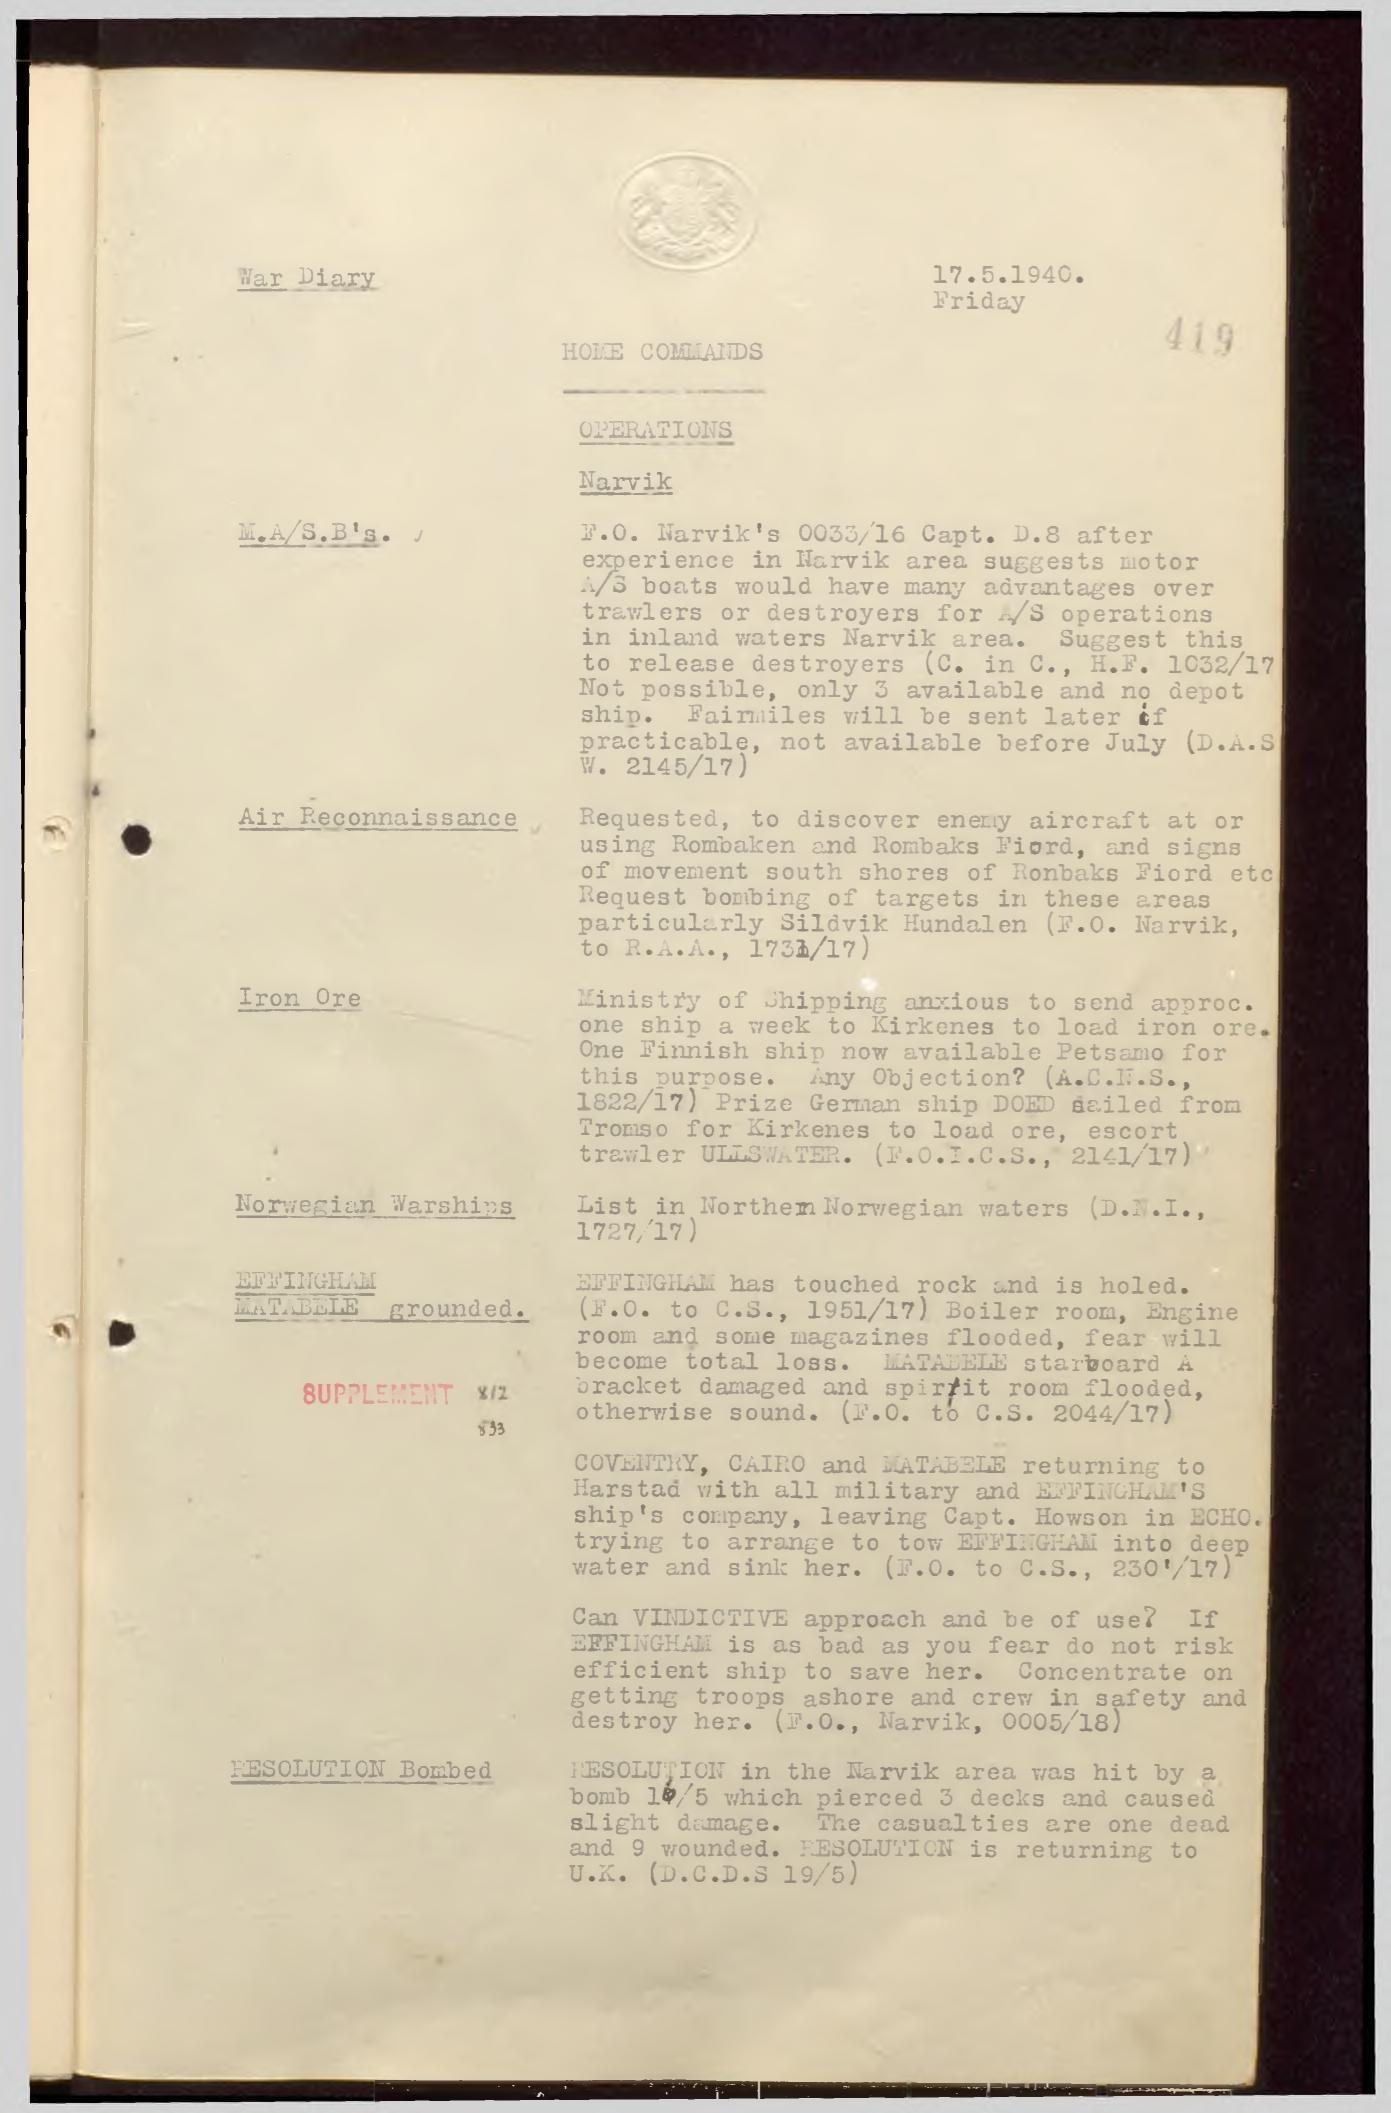 War Diary
17.5.1940.
Friday
419
HOME COMMANDS
OPERATIONS
Narvik
M.A/S.B's.
F.O. Narvik's 0033/16 Capt. D.8 after
experience in Narvik area suggests motor
A/S boats would have many advantages over
trawlers or destroyers for A/S operations
in inland waters Narvik area. Suggest this
to release destroyers (C. in C., H.F. 1032/17
Not possible, only 3 available and no depot
ship. Fairmiles will be sent later if
practicable, not available before July (D.A.S
W. 2145/17)
Air Reconnaissance
Requested, to discover enemy aircraft at or
using Rombaken and Rombaks Fiord, and signs
of movement south shores of Ronbaks Fiord etc
Request bombing of targets in these areas
particularly Sildvik Hundalen (F.O. Narvik,
to R.A.A., 1731/17)
Iron Ore
Ministry of Shipping anxious to send approc.
one ship a week to Kirkenes to load iron ore.
One Finnish ship now available Petsamo for
this purpose. Any Objection? (A.C.N.S.,
1822/17) Prize German ship DOED sailed from
Tromso for Kirkenes to load ore, escort
trawler ULLSWATER. (F.O.I.C.S., 2141/17)
Norwegian Warships
List in Northern Norwegian waters (D.N.I.,
1727/17)
EFFINGHAM
MATABELE grounded.
EFFINGHAM has touched rock and is holed.
(F.O. to C.S., 1951/17) Boiler room, Engine
room and some magazines flooded, fear will
become total loss. MATABELE starboard A
bracket damaged and spirit room flooded,
otherwise sound. (F.O. to C.S. 2044/17)
SUPPLEMENT 812
833
COVENTRY, CAIRO and MATABELE returning to
Harstad with all military and EFFINGHAM'S
ship's company, leaving Capt. Howson in ECHO.
trying to arrange to tow EFFINGHAM into deep
water and sink her. (F.O. to C.S., 230'/17)
Can VINDICTIVE approach and be of use? If
EFFINGHAM is as bad as you fear do not risk
efficient ship to save her. Concentrate on
getting troops ashore and crew in safety and
destroy her. (F.O., Narvik, 0005/18)
RESOLUTION Bombed
RESOLUTION in the Narvik area was hit by a
bomb which pierced 3 decks and caused
slight damage. The casualties are one dead
and 9 wounded. RESOLUTION is returning to
U.K. (D.C.D.S 19/5)